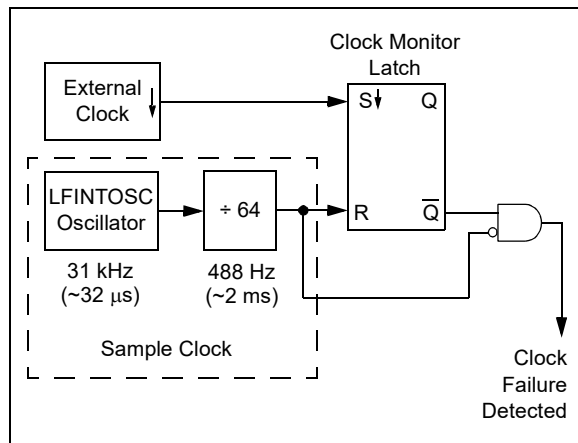 Clock Monitor
Latch
External
Clock
S
Q
LFINTOSC
Oscillator
÷ 64
R
Q
31 kHz
(~32 μs)
488 Hz
(~2 ms)
Sample Clock
Clock
Failure
Detected